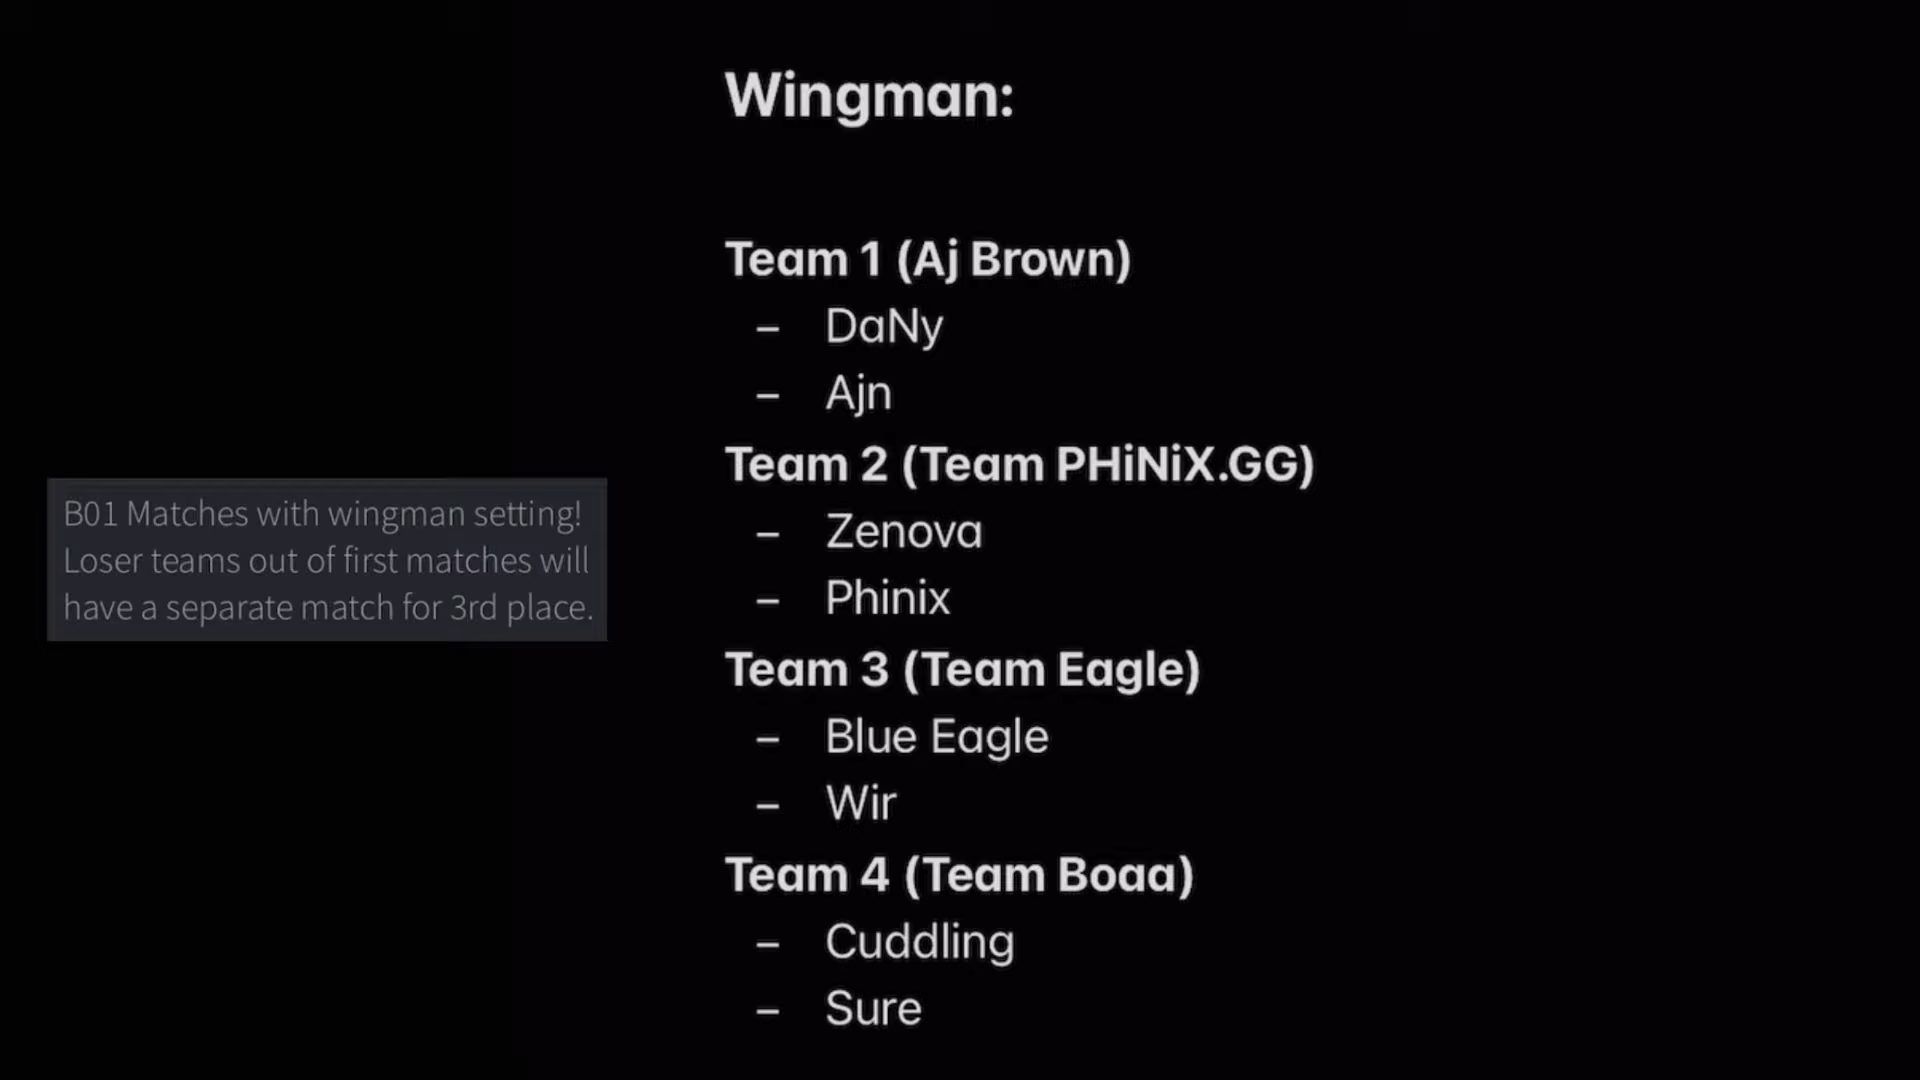 Wingman:
Team 1 (Aj Brown)
– DaNy
– Ajn
Team 2 (Team PHiNiX.GG)
– Zenova
– Phinix
Team 3 (Team Eagle)
– Blue Eagle
– Wir
Team 4 (Team Boaa)
– Cuddling
– Sure
B01 Matches with wingman setting!
Loser teams out of first matches will
have a separate match for 3rd place.